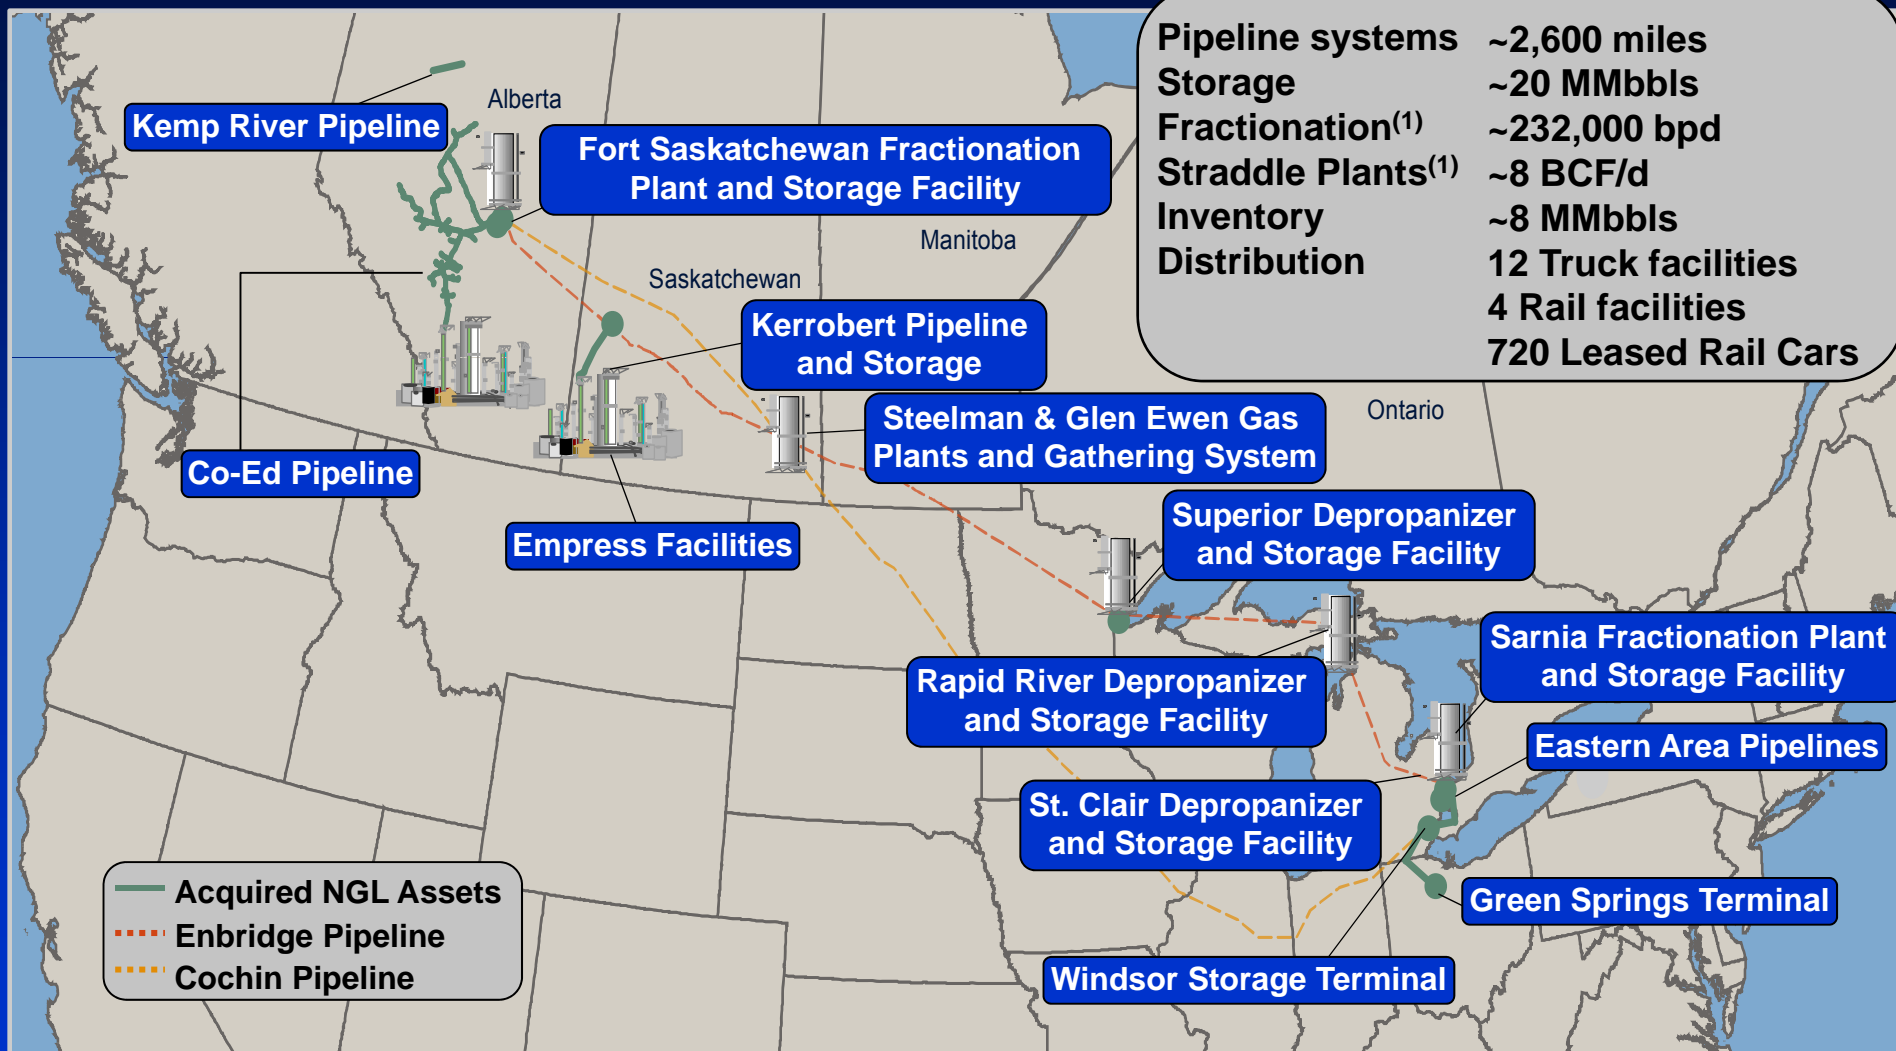 Pipeline systems ~2,600 miles
Storage ~20 MMbbls
Fractionation(1) ~232,000 bpd
Straddle Plants(1) ~8 BCF/d
Inventory ~8 MMbbls
Distribution 12 Truck facilities
4 Rail facilities
720 Leased Rail Cars
Alberta
Kemp River Pipeline
Fort Saskatchewan Fractionation
Plant and Storage Facility
Manitoba
Saskatchewan
Kerrobert Pipeline
and Storage
Ontario
Steelman & Glen Ewen Gas
Plants and Gathering System
Co-Ed Pipeline
Empress Facilities
Superior Depropanizer
and Storage Facility
Sarnia Fractionation Plant
and Storage Facility
Rapid River Depropanizer
and Storage Facility
Eastern Area Pipelines
St. Clair Depropanizer
and Storage Facility
Green Springs Terminal
Windsor Storage Terminal
Acquired NGL Assets
Enbridge Pipeline
Cochin Pipeline